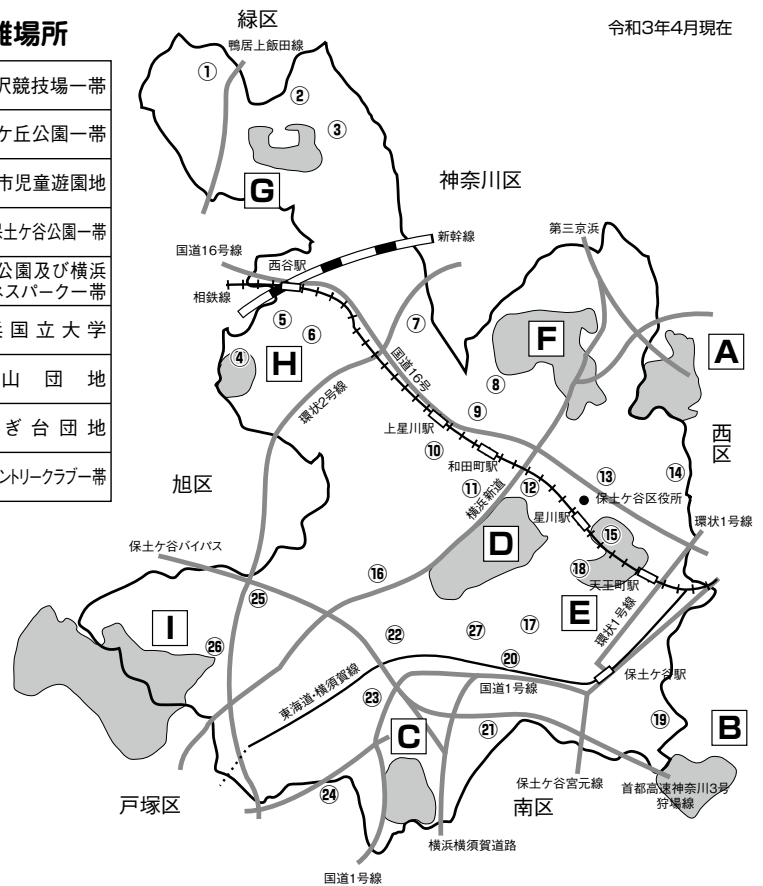 難場所
令和3年4月現在
沢競技場一帯
ケ丘公園一帯
市児童遊園地
保土ケ谷公園一帯
公園及び横浜
ネスパーク一帯
兵国立大学
山団地
ぎ台団地
ントリークラブ一帯
緑区
鴨居上飯田線
①
②
③
G
神奈川区
新幹線
第三京浜
国道16号線
西谷駅
相鉄線
⑤
⑥
⑦
④
H
F
A
⑧
国道16号
環状2号線
⑨
上星川駅
⑩
和田町駅
西区
旭区
⑪
⑫
⑬
⑭
横浜新道
保土ケ谷区役所
星川駅
環状1号線
D
⑮
保土ケ谷バイパス
⑯
⑱
天王町駅
E
環状1号線
㉕
I
㉖
㉒
㉗
⑰
⑳
保土ケ谷駅
東海道・横須賀線
国道1号線
㉓
㉑
⑲
C
B
戸塚区
㉔
保土ケ谷宮元線
首都高速神奈川3号
狩場線
南区
横浜横須賀道路
国道1号線